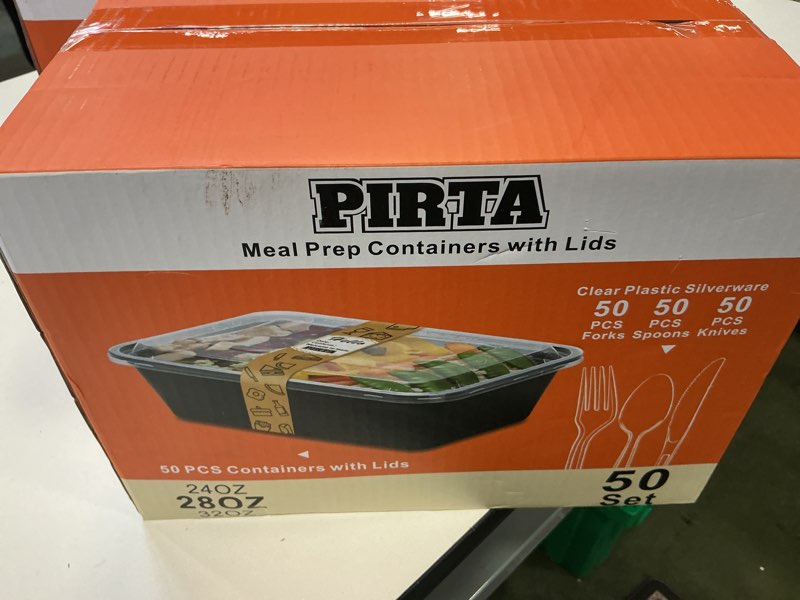 PIRTA
Meal Prep Containers with Lids
Clear Plastic Silverware
50 50 50
PCS PCS PCS
Forks Spoons Knives
50 PCS Containers with Lids
24OZ
28OZ
32OZ
50
Set